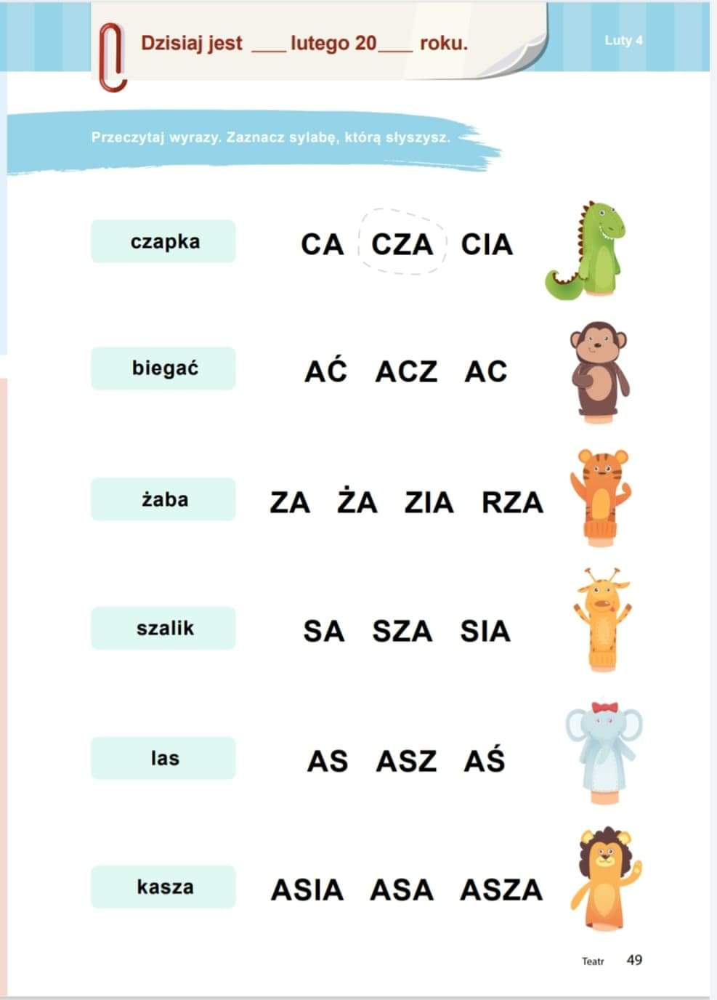 Dzisiaj jest ___ lutego 20___ roku.
Luty 4
Przeczytaj wyrazy. Zaznacz sylabę, którą słyszysz.
czapka CA CZA CIA
biegać AĆ ACZ AC
żaba ZA ŻA ZIA RZA
szalik SA SZA SIA
las AS ASZ AŚ
kasza ASIA ASA ASZA
Teatr 49